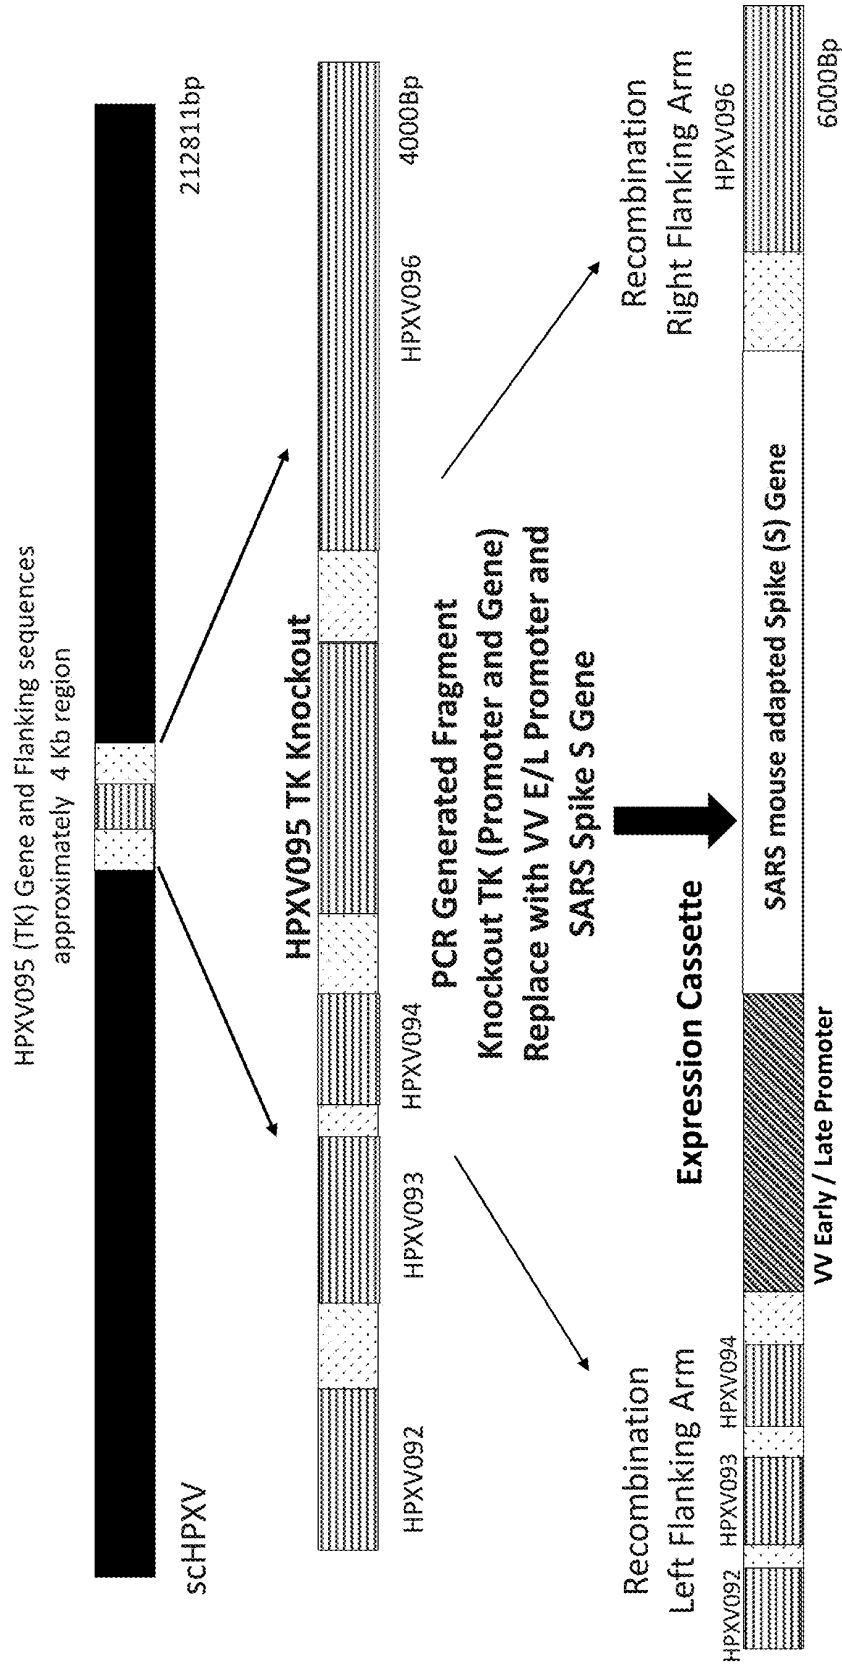 HPXV095 (TK) Gene and Flanking sequences
approximately 4 Kb region
scHPXV
212811bp
HPXV095 TK Knockout
HPXV092
HPXV093
HPXV094
HPXV096
4000Bp
PCR Generated Fragment
Knockout TK (Promoter and Gene)
Replace with VV E/L Promoter and
SARS Spike S Gene
Recombination
Left Flanking Arm
Expression Cassette
Recombination
Right Flanking Arm
HPXV092
HPXV093
HPXV094
HPXV096
SARS mouse adapted Spike (S) Gene
VV Early / Late Promoter
6000Bp